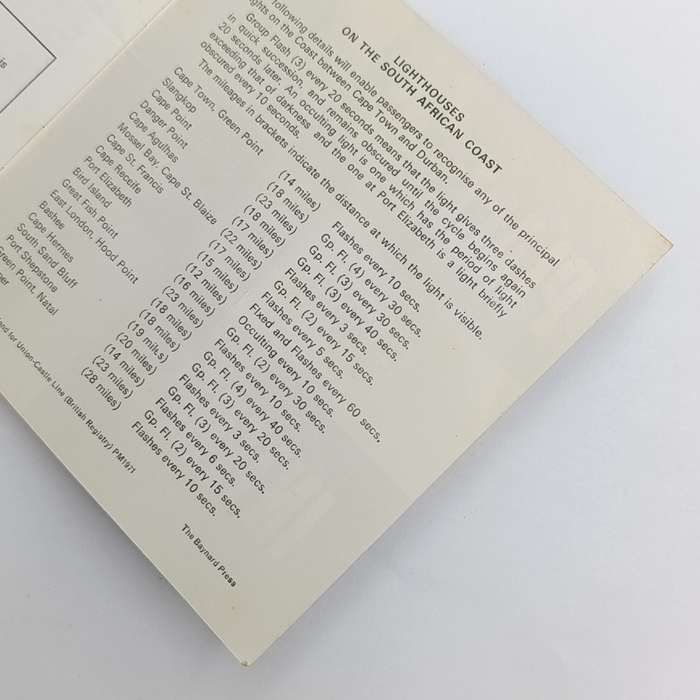 LIGHTHOUSES
ON THE SOUTH AFRICAN COAST
following details will enable passengers to recognise any of the principal
lights on the Coast between Cape Town and Durban.
Group Flash (3) every 20 seconds means that the light gives three dashes
in quick succession, and remains obscured until the cycle begins again
20 seconds later. An occulting light is one which has the period of light
exceeding that of darkness and the one at Port Elizabeth is a light briefly
obscured every 10 seconds.
The mileages in brackets indicate the distance at which the light is visible.
Cape Town, Green Point (14 miles) Flashes every 10 secs.
Slangkop (18 miles) Gp. Fl. (4) every 30 secs.
Cape Point (23 miles) Gp. Fl. (3) every 30 secs.
Danger Point (18 miles) Gp. Fl. (3) every 40 secs.
Cape Agulhas (17 miles) Flashes every 3 secs.
Mossel Bay, Cape St. Blaize (22 miles) Gp. Fl. (2) every 15 secs.
Cape St. Francis (17 miles) Flashes every 5 secs.
Cape Receife (15 miles) Fixed and Flashes every 60 secs.
Port Elizabeth (12 miles) Occulting every 10 secs.
Bird Island (16 miles) Gp. Fl. (2) every 30 secs.
Great Fish Point (23 miles) Flashes every 10 secs.
East London, Hood Point (18 miles) Gp. Fl. (4) every 40 secs.
Bashee (18 miles) Gp. Fl. (3) every 20 secs.
Cape Hermes (19 miles) Flashes every 3 secs.
South Sand Bluff (20 miles) Gp. Fl. (3) every 20 secs.
Port Shepstone (14 miles) Flashes every 6 secs.
Green Point, Natal (23 miles) Gp. Fl. (2) every 15 secs.
(28 miles) Flashes every 10 secs.
for Union-Castle Line (British Registry) PM1971
The Baynard Press